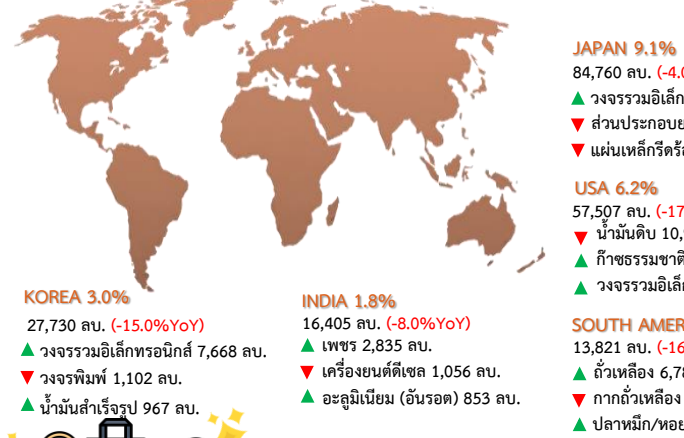 KOREA 3.0%
27,730 ลบ. (-15.0%YoY)
▲ วงจรรวมอิเล็กทรอนิกส์ 7,668 ลบ.
▼ วงจรพิมพ์ 1,102 ลบ.
▲ น้ำมันสำเร็จรูป 967 ลบ.
INDIA 1.8%
16,405 ลบ. (-8.0%YoY)
▲ เพชร 2,835 ลบ.
▼ เครื่องยนต์ดีเซล 1,056 ลบ.
▲ อะลูมิเนียม (อันรอต) 853 ลบ.
JAPAN 9.1%
84,760 ลบ. (-4.0
▲ วงจรรวมอิเล็ก
▼ ส่วนประกอบย
▼ แผ่นเหล็กรีดร้
USA 6.2%
57,507 ลบ. (-17
▼ น้ำมันดิบ 10,
▲ ก๊าซธรรมชาติ
▲ วงจรรวมอิเล็
SOUTH AMER
13,821 ลบ. (-16
▲ ถั่วเหลือง 6,78
▼ กากถั่วเหลือง
▲ ปลาหมึก/หอย